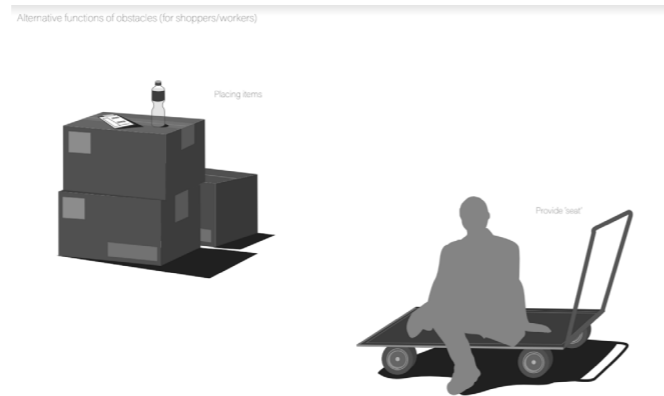 Alternative functions of obstacles (for shoppers/workers)
Placing items
Provide 'seat'